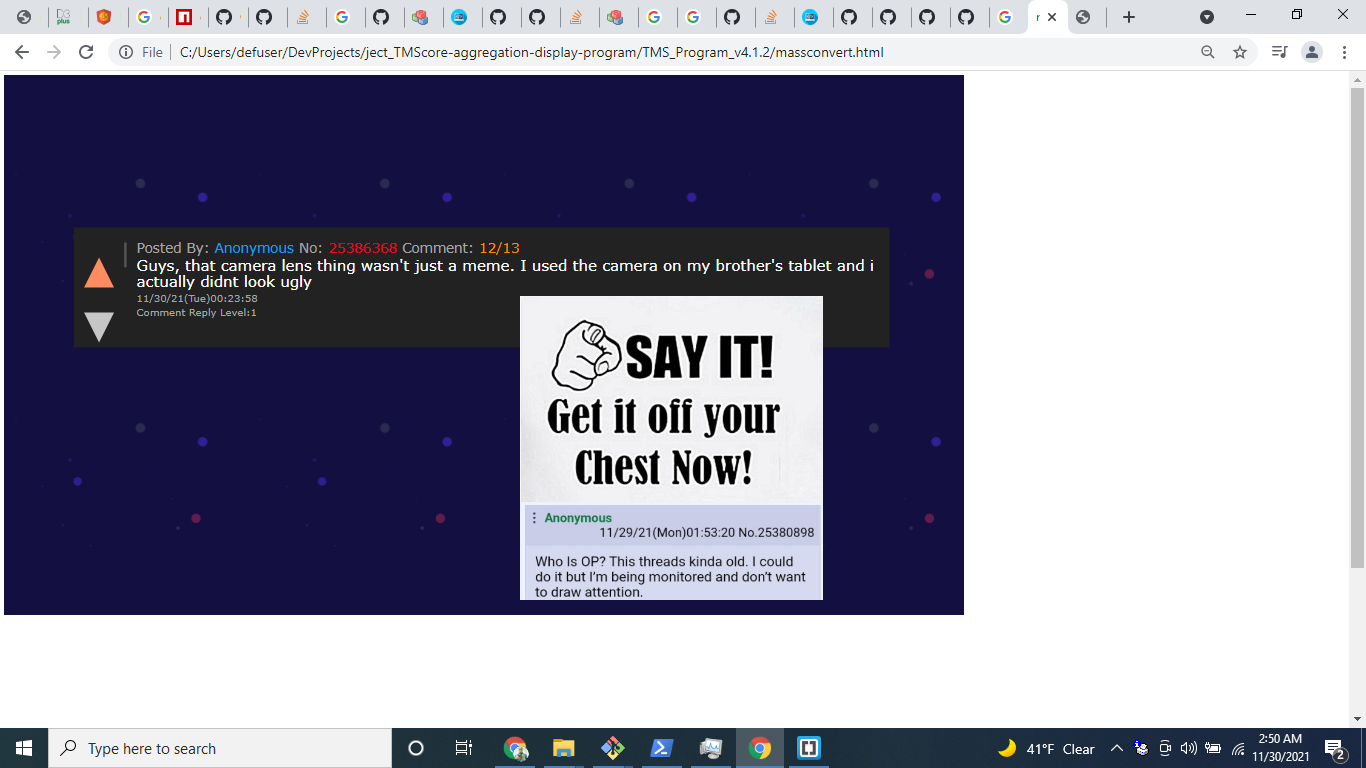 File
C:/Users/defuser/DevProjects/ject_TMScore-aggregation-display-program/TMS_Program_v4.1.2/massconvert.html
Posted By: Anonymous No: 25386368 Comment: 12/13
Guys, that camera lens thing wasn't just a meme. I used the camera on my brother's tablet and i
actually didnt look ugly
11/30/21(Tue)00:23:58
Comment Reply Level:1
SAY IT!
Get it off your
Chest Now!
Anonymous
11/29/21(Mon)01:53:20 No.25380898
Who Is OP? This threads kinda old. I could
do it but I’m being monitored and don’t want
to draw attention.
Type here to search
41°F Clear
2:50 AM
11/30/2021
2